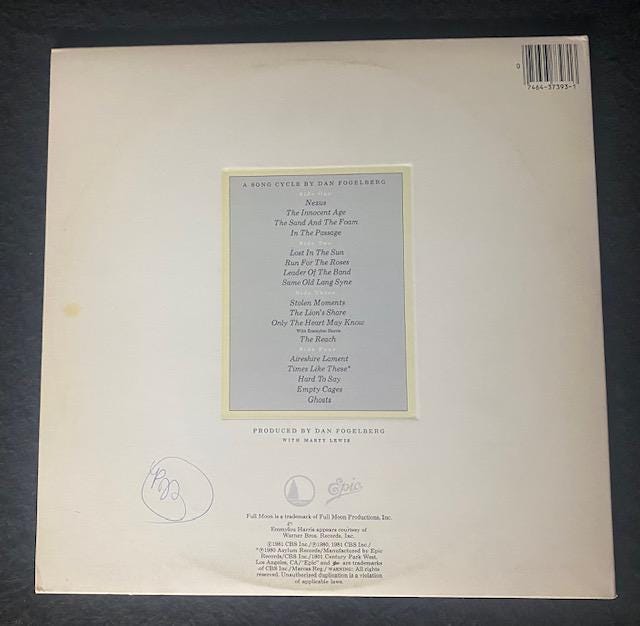 0
7464-37393-1
A SONG CYCLE BY DAN FOGELBERG
Side One
Nexus
The Innocent Age
The Sand And The Foam
In The Passage
Side Two
Lost In The Sun
Run For The Roses
Leader Of The Band
Same Old Lang Syne
Side Three
Stolen Moments
The Lion's Share
Only The Heart May Know
With Emmylou Harris
The Reach
Side Four
Aireshire Lament
Times Like These*
Hard To Say
Empty Cages
Ghosts
PRODUCED BY DAN FOGELBERG
WITH MARTY LEWIS
Epic
Full Moon is a trademark of Full Moon Productions, Inc.
Emmylou Harris appears courtesy of
Warner Bros. Records, Inc.
©1981 CBS Inc./℗1980, 1981 CBS Inc./
*℗1980 Asylum Records/Manufactured by Epic
Records/CBS Inc./1801 Century Park West,
Los Angeles, CA/"Epic" and are trademarks
of CBS Inc./Marcas Reg./WARNING: All rights
reserved. Unauthorized duplication is a violation
of applicable laws.